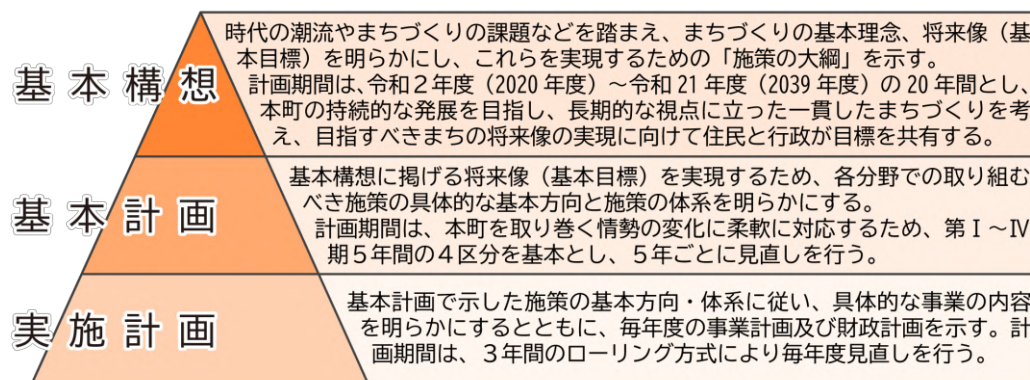 基本構想
時代の潮流やまちづくりの課題などを踏まえ、まちづくりの基本理念、将来像（基
本目標）を明らかにし、これらを実現するための「施策の大綱」を示す。
計画期間は、令和２年度（2020 年度）～令和 21 年度（2039 年度）の 20 年間とし、
本町の持続的な発展を目指し、長期的な視点に立った一貫したまちづくりを考
え、目指すべきまちの将来像の実現に向けて住民と行政が目標を共有する。
基本計画
基本構想に掲げる将来像（基本目標）を実現するため、各分野での取り組む
べき施策の具体的な基本方向と施策の体系を明らかにする。
計画期間は、本町を取り巻く情勢の変化に柔軟に対応するため、第Ⅰ～Ⅳ
期５年間の４区分を基本とし、５年ごとに見直しを行う。
実施計画
基本計画で示した施策の基本方向・体系に従い、具体的な事業の内容
を明らかにするとともに、毎年度の事業計画及び財政計画を示す。計
画期間は、３年間のローリング方式により毎年度見直しを行う。